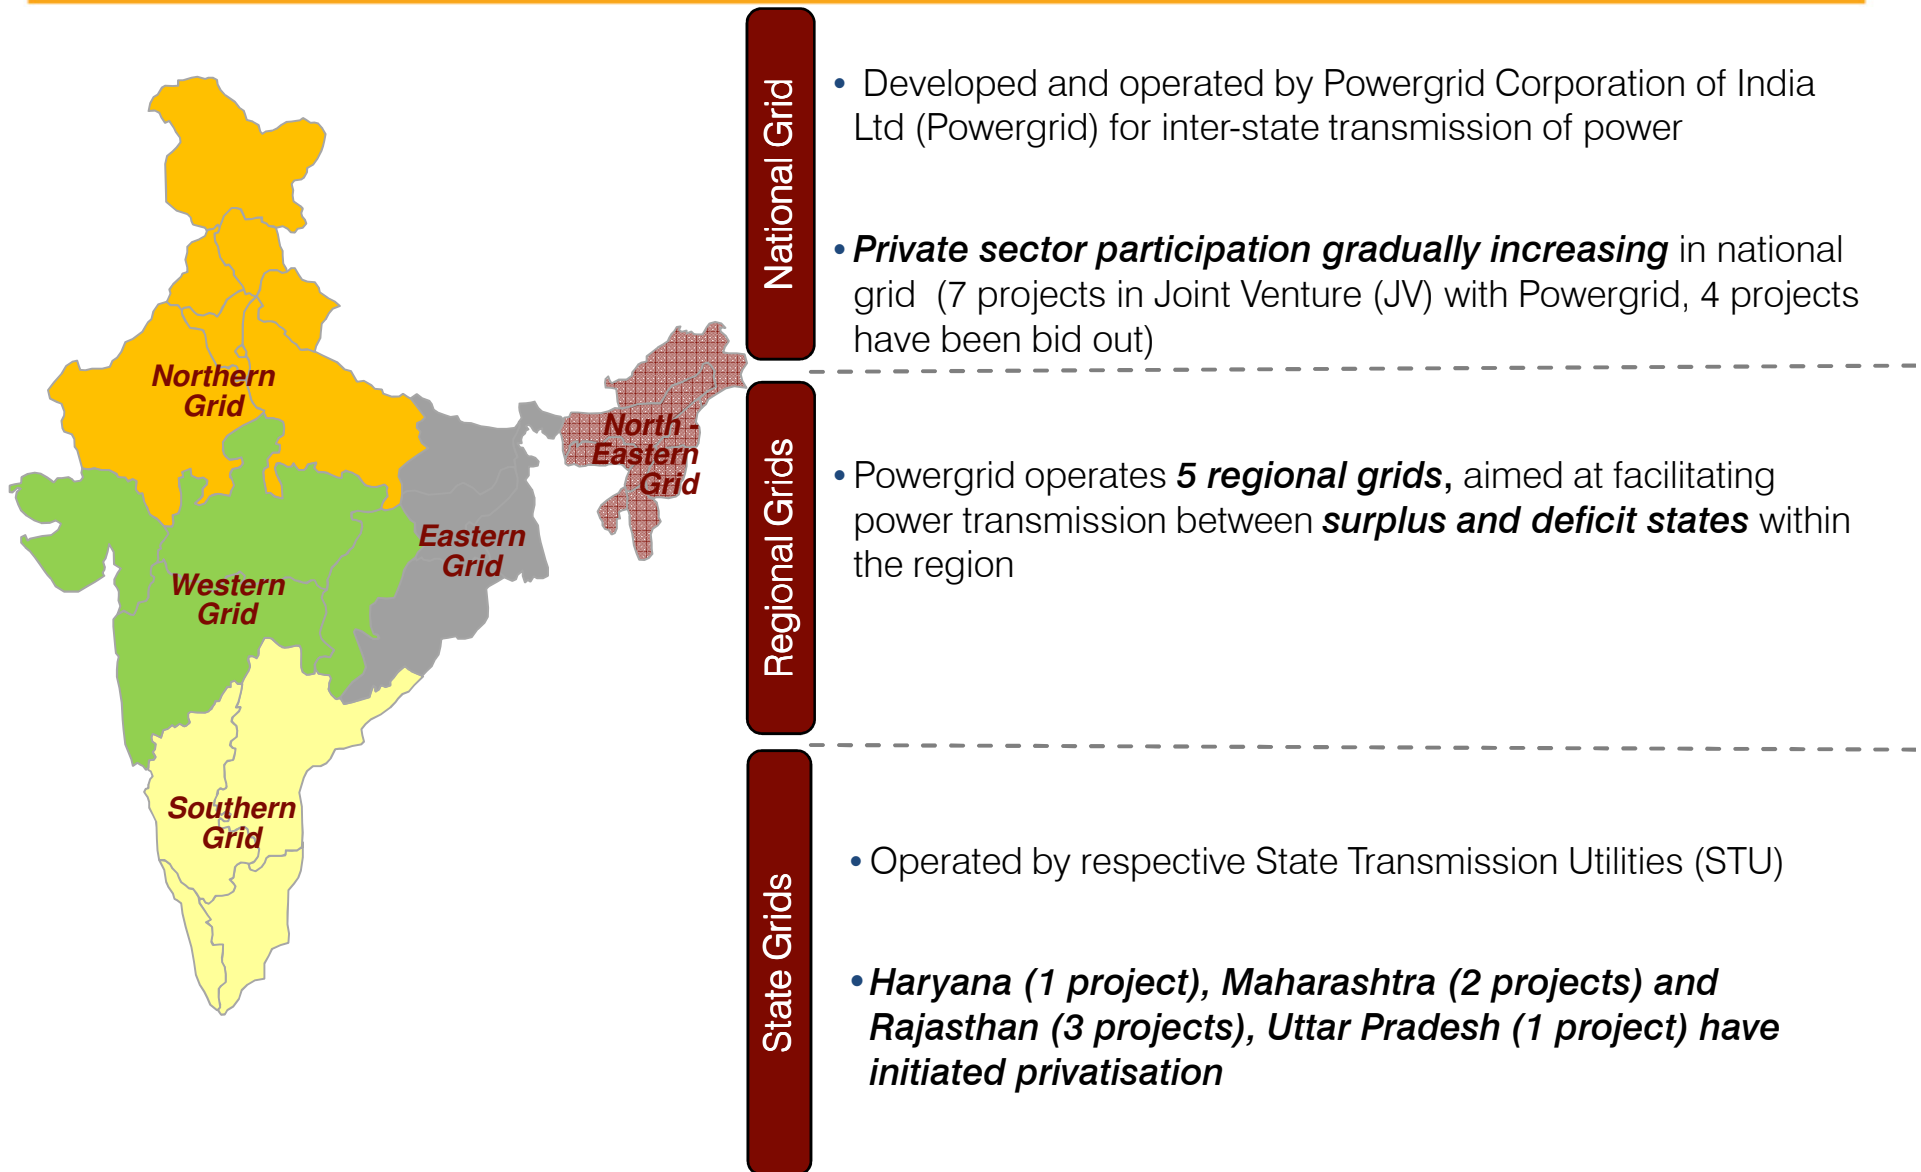 Northern
Grid
North -
Eastern
Grid
Eastern
Grid
Western
Grid
Southern
Grid
National Grid
• Developed and operated by Powergrid Corporation of India
Ltd (Powergrid) for inter-state transmission of power
• Private sector participation gradually increasing in national
grid (7 projects in Joint Venture (JV) with Powergrid, 4 projects
have been bid out)
Regional Grids
• Powergrid operates 5 regional grids, aimed at facilitating
power transmission between surplus and deficit states within
the region
State Grids
• Operated by respective State Transmission Utilities (STU)
• Haryana (1 project), Maharashtra (2 projects) and
Rajasthan (3 projects), Uttar Pradesh (1 project) have
initiated privatisation